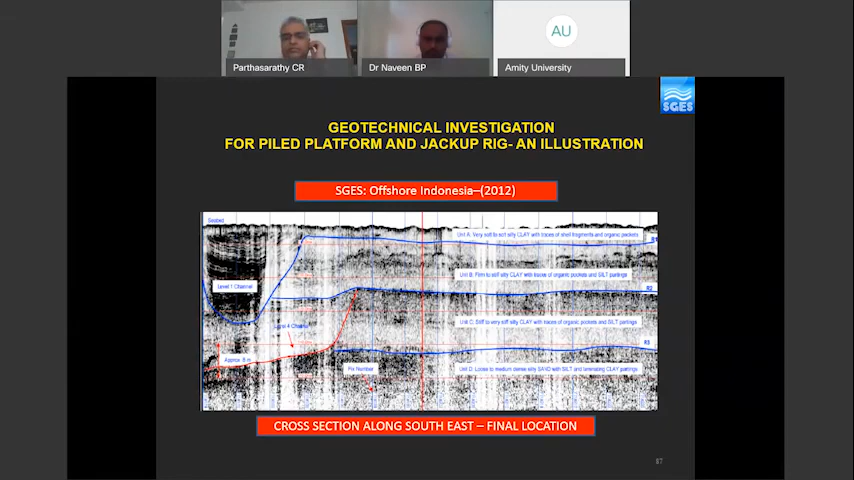 AU
Parthasarathy CR
Dr Naveen BP
Amity University
SGES
GEOTECHNICAL INVESTIGATION
FOR PILED PLATFORM AND JACKUP RIG- AN ILLUSTRATION
SGES: Offshore Indonesia–(2012)
Seabed
Unit A: Very soft to soft silty CLAY with traces of shell fragments and organic pockets
R1
Unit B: Firm to stiff silty CLAY with traces of organic pockets and SILT partings
Level 1 Channel
R2
Unit C: Stiff to very stiff silty CLAY with traces of organic pockets and SILT partings
Level 4 Channel
R3
Approx 8 m
Fix Number
Unit D: Loose to medium dense silty SAND with SILT and laminating CLAY partings
CROSS SECTION ALONG SOUTH EAST – FINAL LOCATION
87